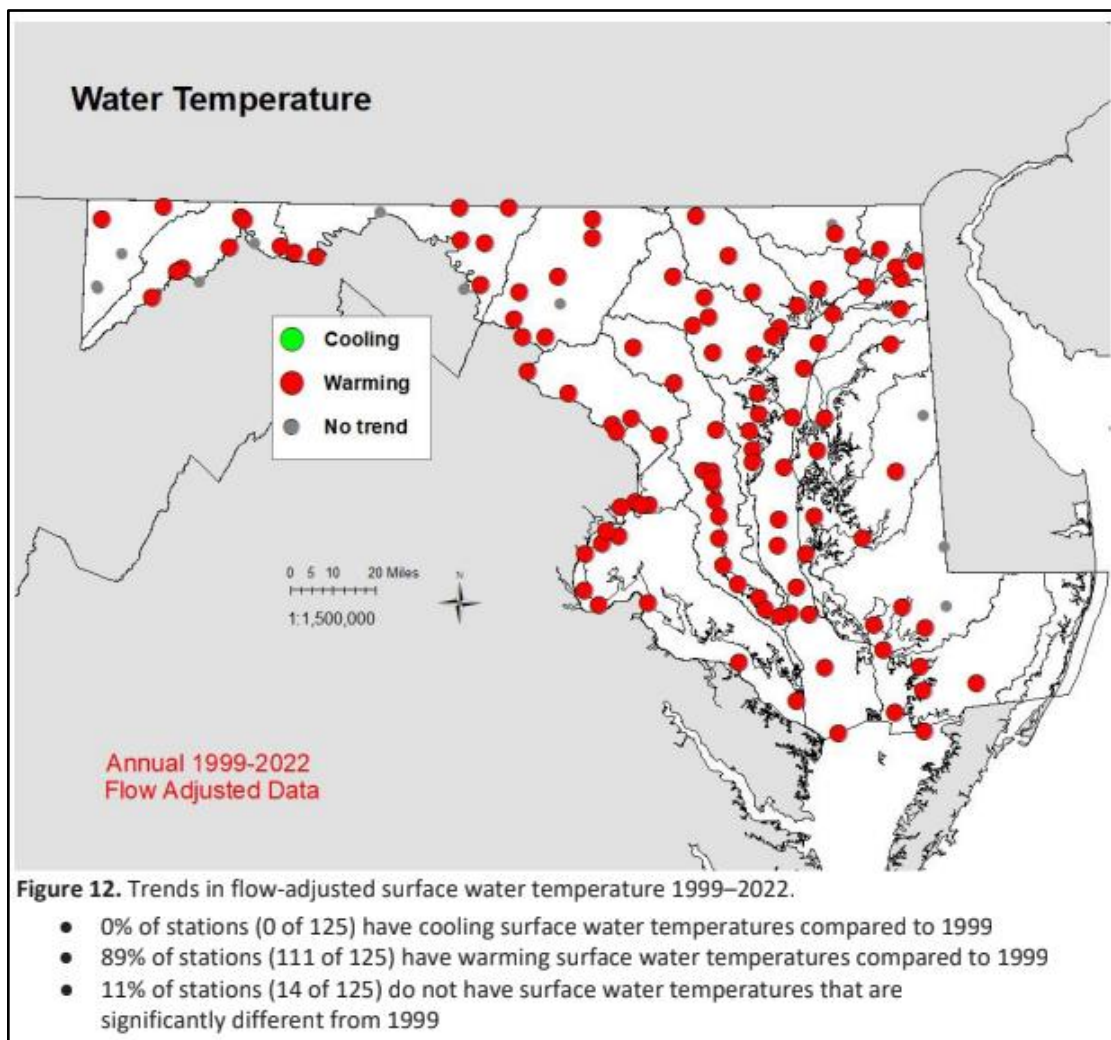 Water Temperature
Cooling
Warming
No trend
0 5 10 20 Miles
N
1:1,500,000
Annual 1999-2022
Flow Adjusted Data
Figure 12. Trends in flow-adjusted surface water temperature 1999–2022.
● 0% of stations (0 of 125) have cooling surface water temperatures compared to 1999
● 89% of stations (111 of 125) have warming surface water temperatures compared to 1999
● 11% of stations (14 of 125) do not have surface water temperatures that are
significantly different from 1999